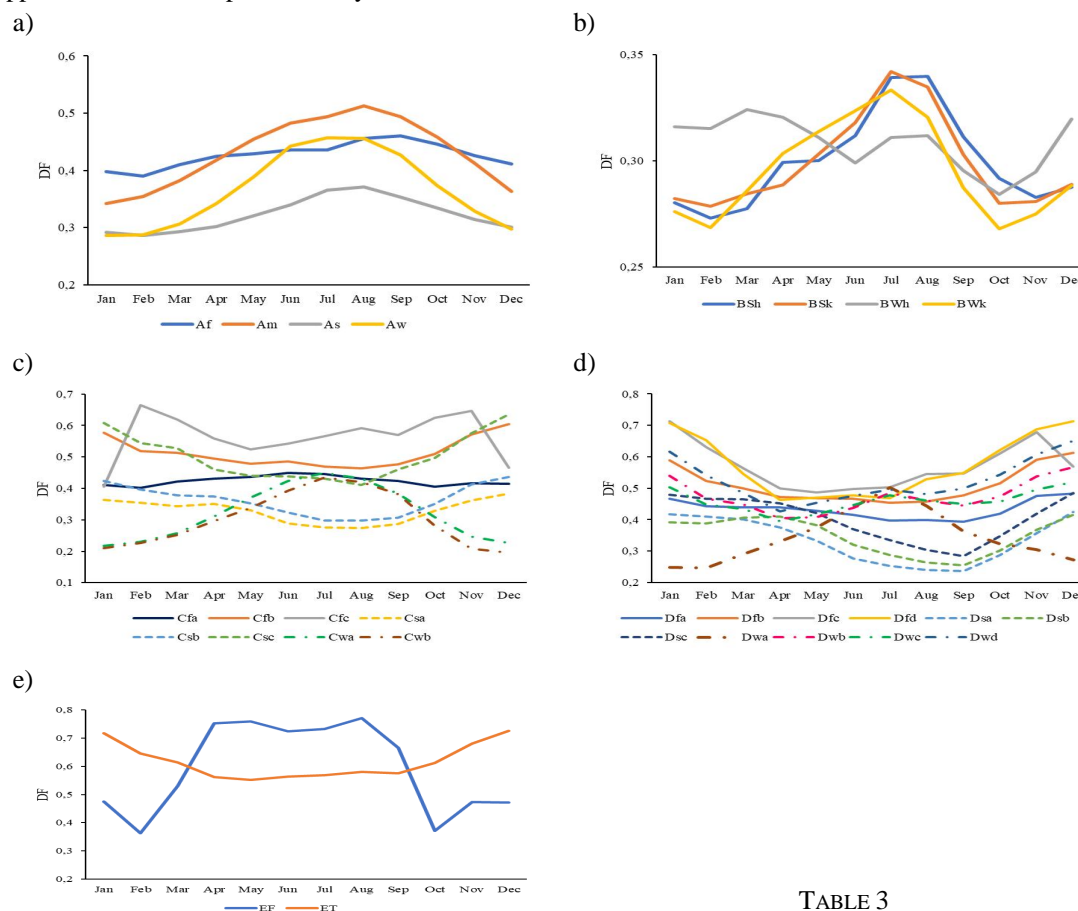 a)
b)
0,6
0,5
0,4
0,3
0,2
DF
Jan Feb Mar Apr May Jun Jul Aug Sep Oct Nov Dec
Af Am As Aw
0,35
0,30
0,25
DF
Jan Feb Mar Apr May Jun Jul Aug Sep Oct Nov Dec
BSh BSk BWh BWk
c)
d)
0,7
0,6
0,5
0,4
0,3
0,2
0,1
DF
Jan Feb Mar Apr May Jun Jul Aug Sep Oct Nov Dec
Cfa Cfb Cfc Csa
Csb Csc Cwa Cwb
0,8
0,7
0,6
0,5
0,4
0,3
0,2
DF
Jan Feb Mar Apr May Jun Jul Aug Sep Oct Nov Dec
Dfa Dfb Dfc Dfd Dsa Dsb
Dsc Dwa Dwb Dwc Dwd
e)
0,8
0,7
0,6
0,5
0,4
0,3
0,2
DF
Jan Feb Mar Apr May Jun Jul Aug Sep Oct Nov Dec
EF ET
TABLE 3